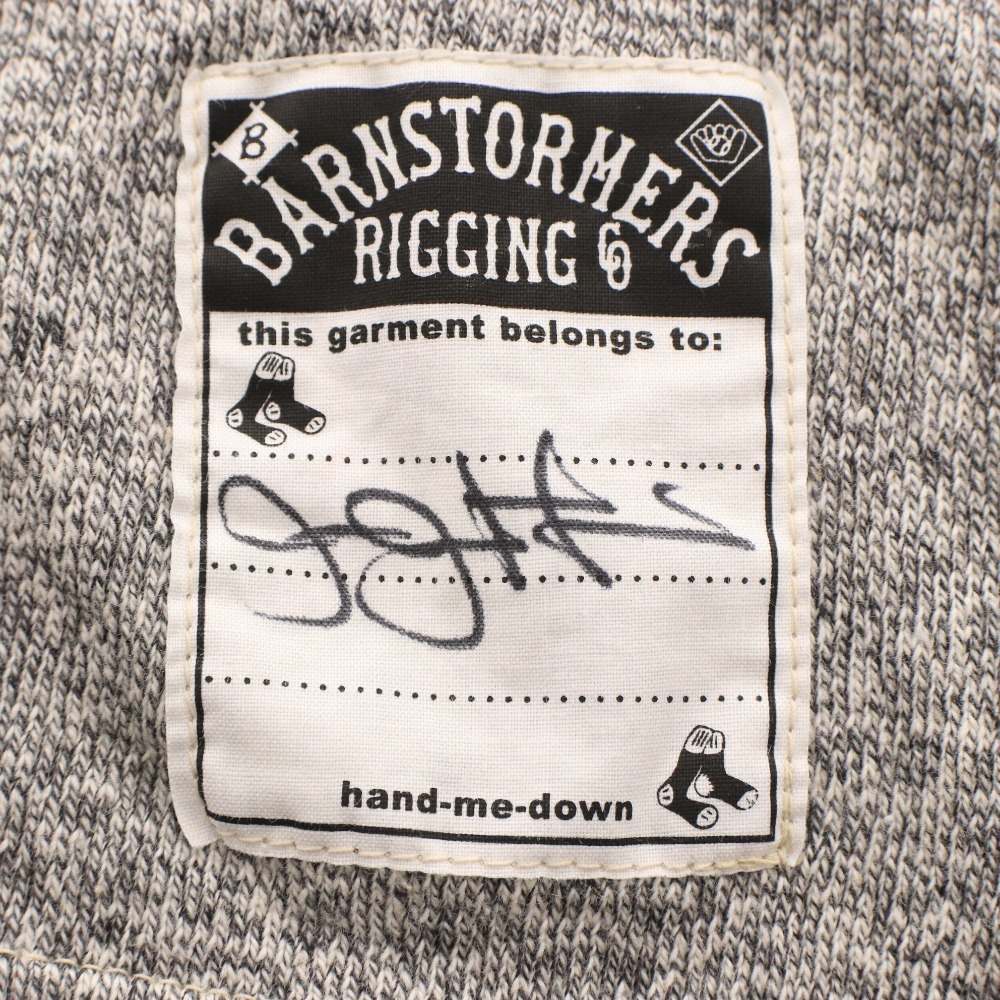 B
BARNSTORMERS
RIGGING CO
this garment belongs to:
hand-me-down